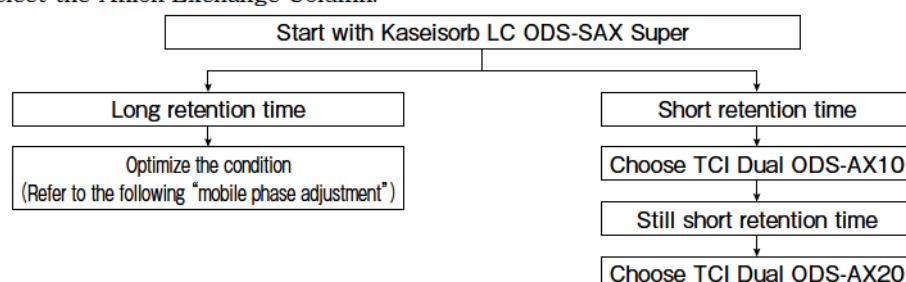 Select the Anion Exchange Column.
Start with Kaseisorb LC ODS-SAX Super
Long retention time
Short retention time
Optimize the condition
(Refer to the following “mobile phase adjustment”)
Choose TCI Dual ODS-AX10
Still short retention time
Choose TCI Dual ODS-AX20